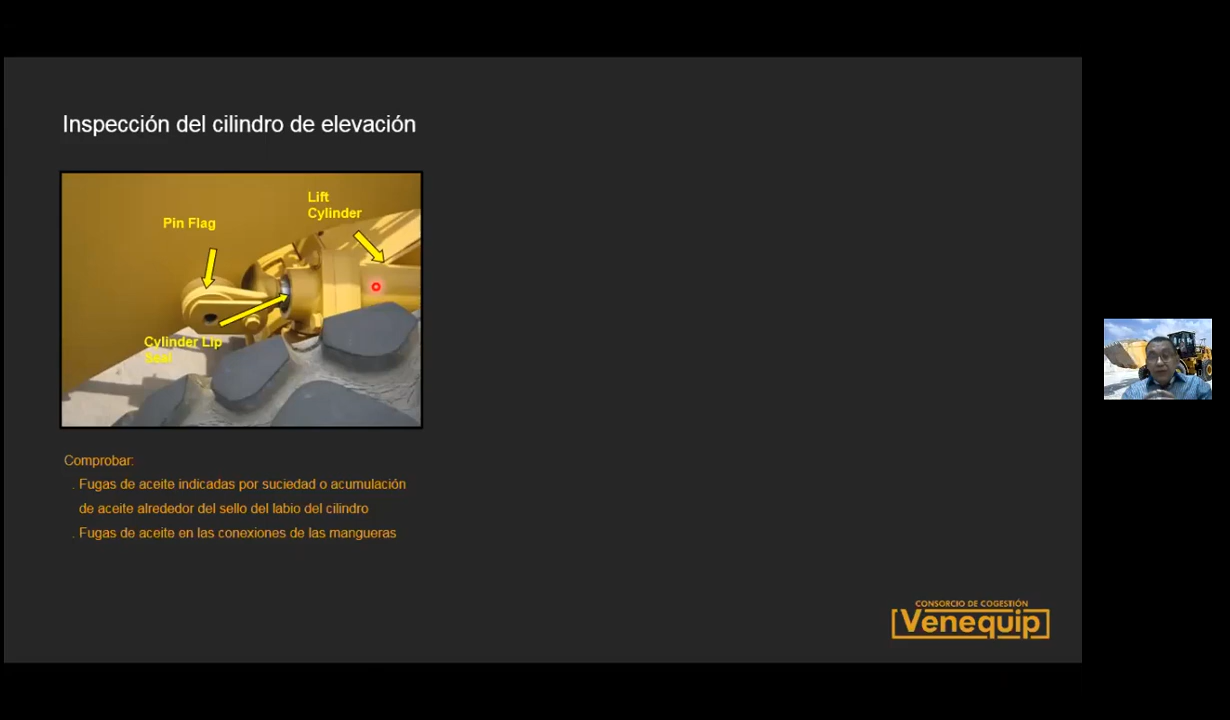 Inspección del cilindro de elevación
Lift
Cylinder
Pin Flag
Cylinder Lip
Seal
Comprobar:
. Fugas de aceite indicadas por suciedad o acumulación
de aceite alrededor del sello del labio del cilindro
. Fugas de aceite en las conexiones de las mangueras
CONSORCIO DE COGESTIÓN
Venequip